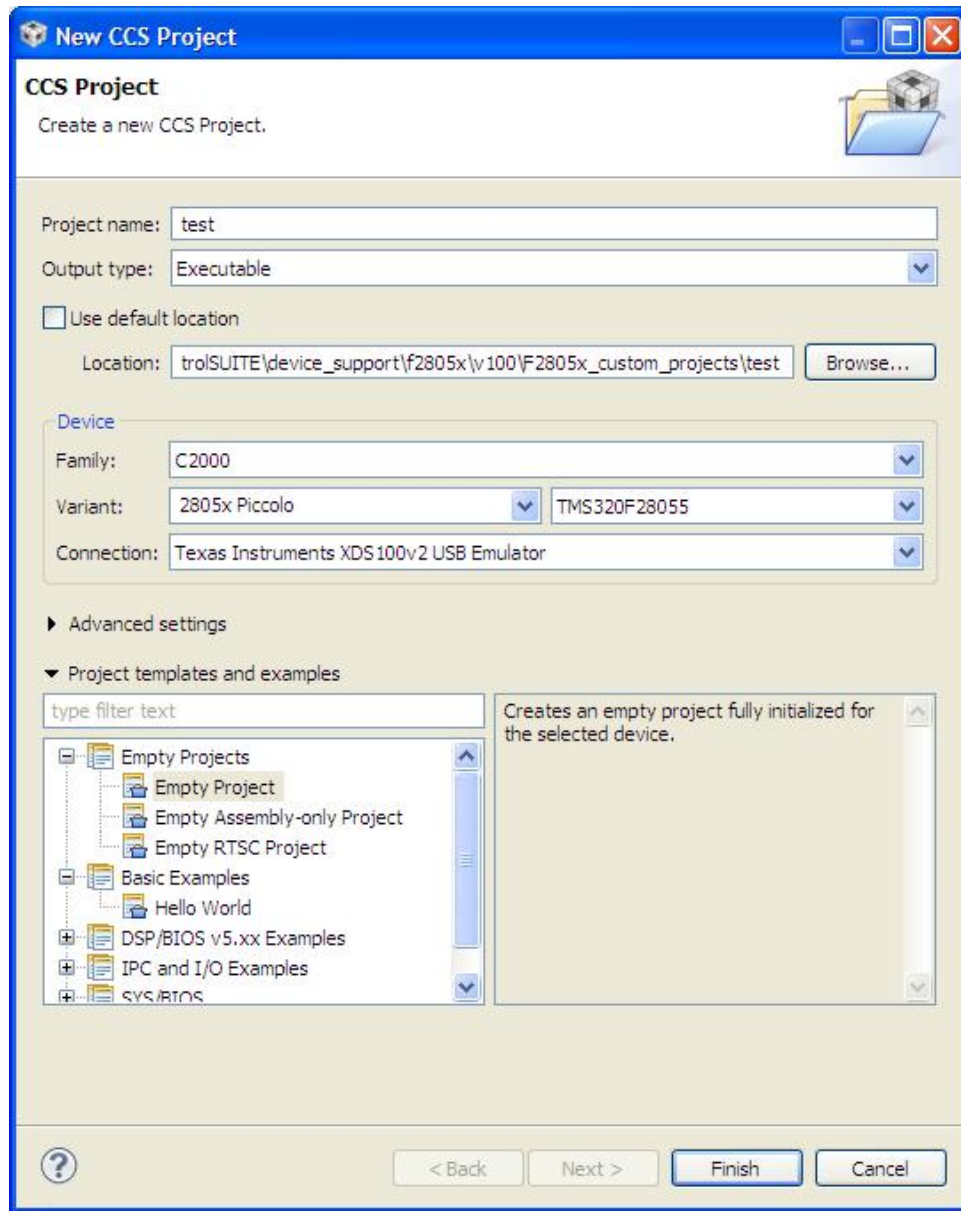 New CCS Project
CCS Project
Create a new CCS Project.
Project name: test
Output type: Executable
Use default location
Location: trolSUITE\device_support\f2805x\v100\F2805x_custom_projects\test Browse...
Device
Family: C2000
Variant: 2805x Piccolo TMS320F28055
Connection: Texas Instruments XDS100v2 USB Emulator
Advanced settings
Project templates and examples
type filter text
Creates an empty project fully initialized for
the selected device.
Empty Projects
Empty Project
Empty Assembly-only Project
Empty RTSC Project
Basic Examples
Hello World
DSP/BIOS v5.xx Examples
IPC and I/O Examples
SYS/BIOS
? < Back Next > Finish Cancel